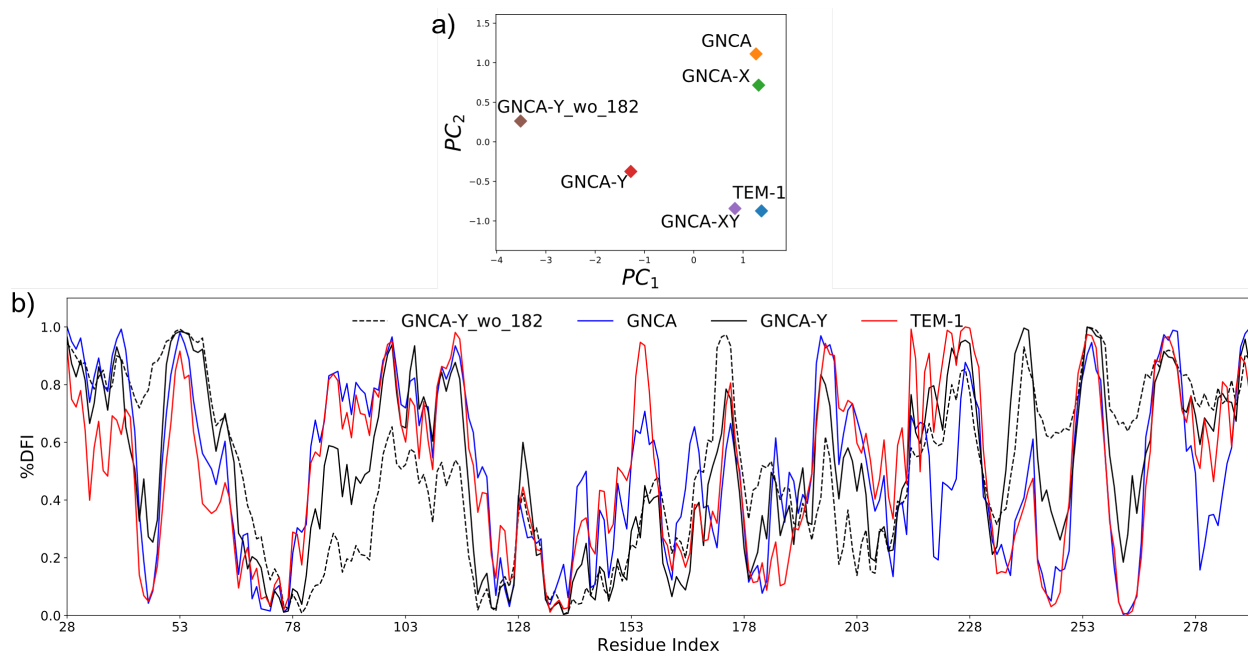 a)
1.5
1.0
0.5
0.0
−0.5
−1.0
PC2
GNCA
GNCA-X
GNCA-Y_wo_182
GNCA-Y
TEM-1
GNCA-XY
−4 −3 −2 −1 0 1
PC1
b)
GNCA-Y_wo_182 GNCA GNCA-Y TEM-1
1.0
0.8
0.6
0.4
0.2
0.0
%DFI
28 53 78 103 128 153 178 203 228 253 278
Residue Index